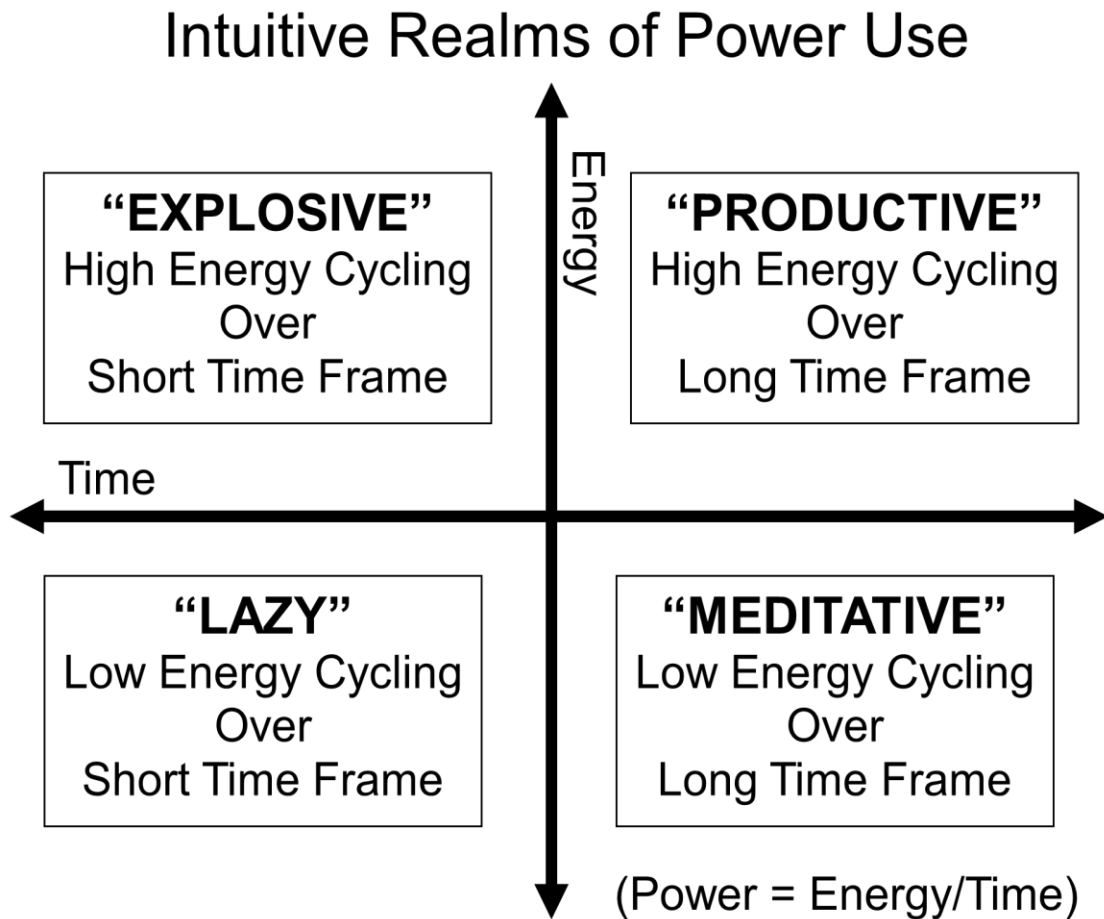 Intuitive Realms of Power Use
Energy
“EXPLOSIVE”
High Energy Cycling
Over
Short Time Frame
“PRODUCTIVE”
High Energy Cycling
Over
Long Time Frame
Time
“LAZY”
Low Energy Cycling
Over
Short Time Frame
“MEDITATIVE”
Low Energy Cycling
Over
Long Time Frame
(Power = Energy/Time)